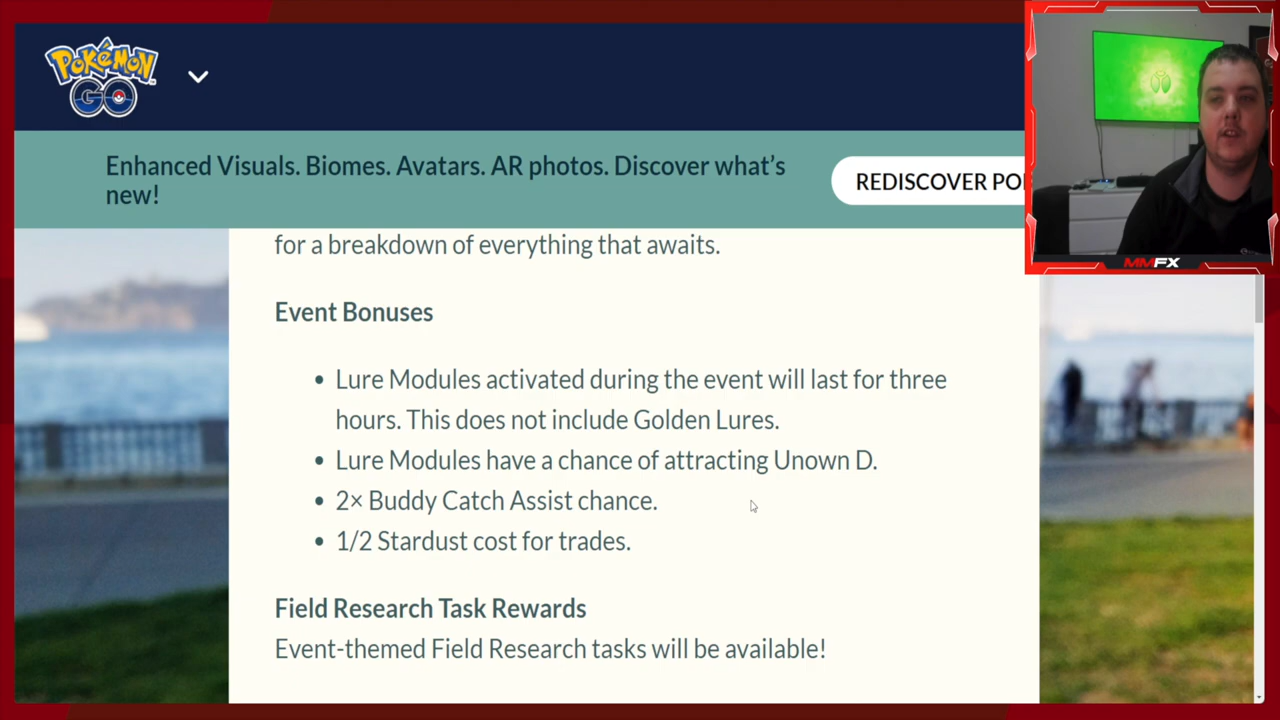 POKÉMON
GO
Enhanced Visuals. Biomes. Avatars. AR photos. Discover what's
new!
REDISCOVER
for a breakdown of everything that awaits.
Event Bonuses
• Lure Modules activated during the event will last for three
hours. This does not include Golden Lures.
• Lure Modules have a chance of attracting Unown D.
• 2× Buddy Catch Assist chance.
• 1/2 Stardust cost for trades.
Field Research Task Rewards
Event-themed Field Research tasks will be available!
MMFX